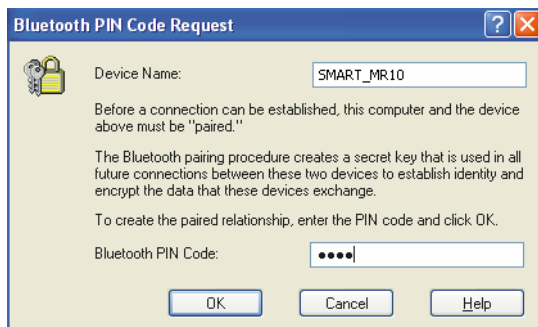 Bluetooth PIN Code Request
Device Name: SMART_MR10
Before a connection can be established, this computer and the device
above must be "paired."
The Bluetooth pairing procedure creates a secret key that is used in all
future connections between these two devices to establish identity and
encrypt the data that these devices exchange.
To create the paired relationship, enter the PIN code and click OK.
Bluetooth PIN Code: ●●●●
OK Cancel Help